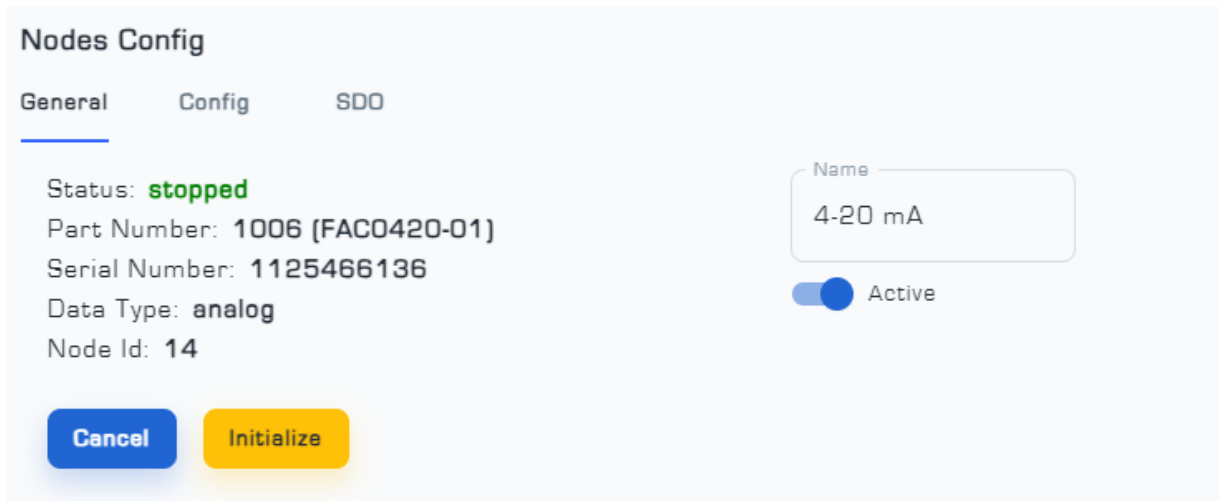 Nodes Config
General Config SDO
Status: stopped
Part Number: 1006 (FAC0420-01)
Serial Number: 1125466136
Data Type: analog
Node Id: 14
Name
4-20 mA
Active
Cancel Initialize